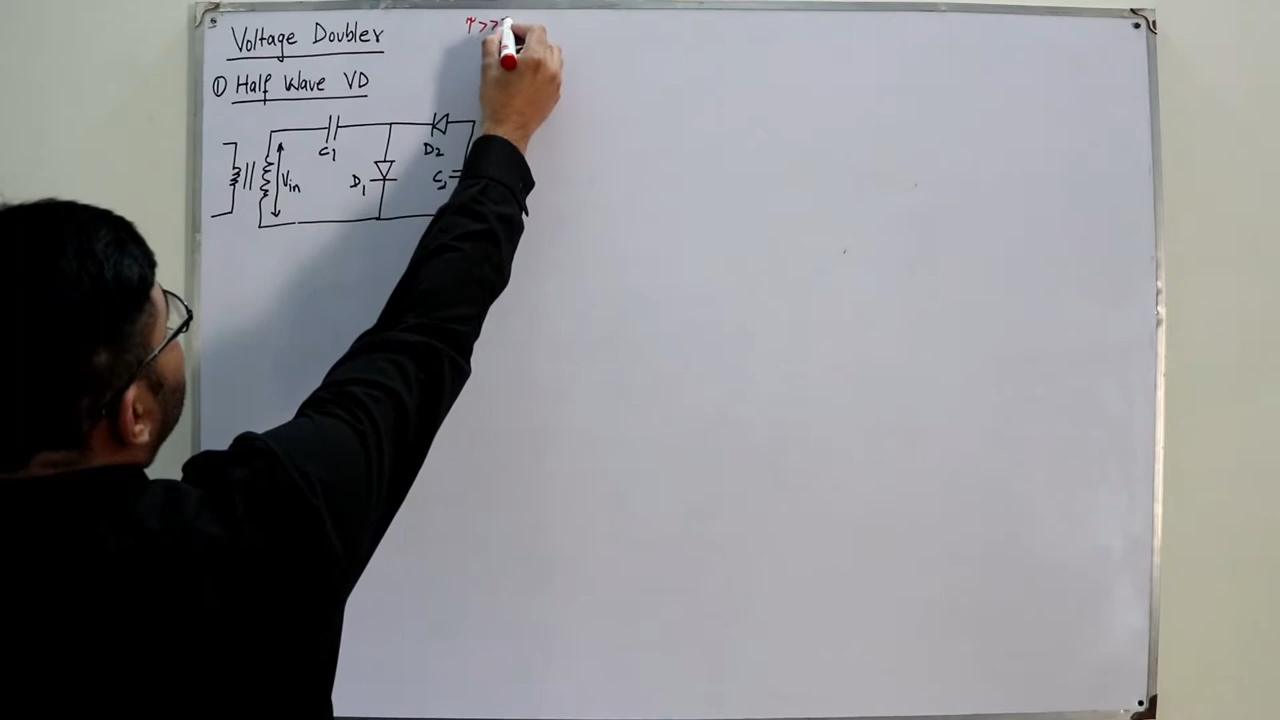 Voltage Doubler
τ>>
① Half Wave VD
C1
D2
Vin
D1
C2